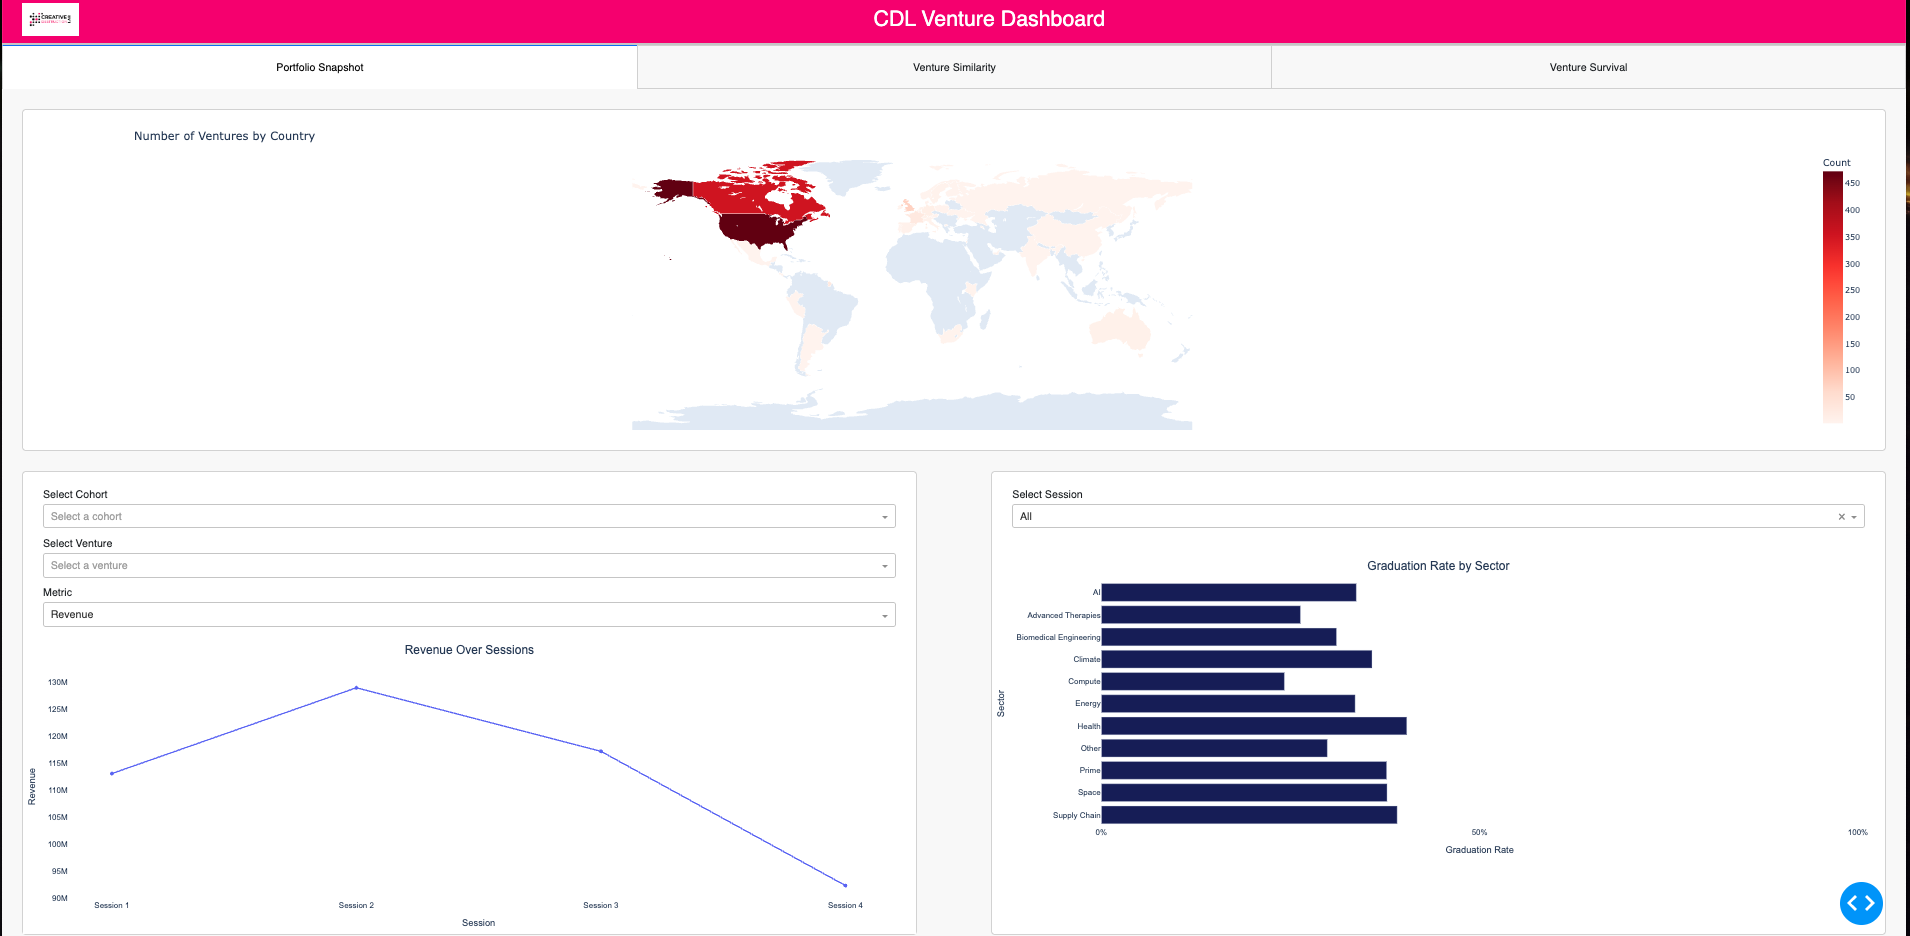 CREATIVE
CDL Venture Dashboard
Portfolio Snapshot
Venture Similarity
Venture Survival
Number of Ventures by Country
Count
450
400
350
300
250
200
150
100
50
Select Cohort
Select a cohort
Select Venture
Select a venture
Metric
Revenue
Revenue Over Sessions
130M
125M
120M
115M
110M
105M
100M
95M
90M
Revenue
Session 1
Session 2
Session 3
Session 4
Session
Select Session
All
Graduation Rate by Sector
AI
Advanced Therapies
Biomedical Engineering
Climate
Compute
Energy
Health
Other
Prime
Space
Supply Chain
Sector
0%
50%
100%
Graduation Rate